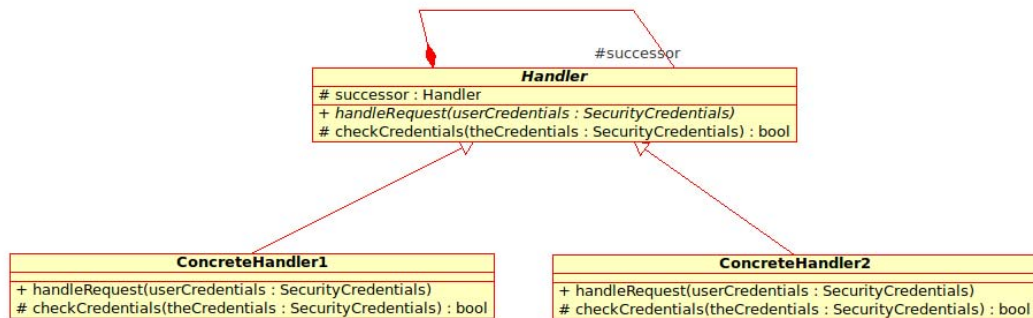 #successor
Handler
# successor : Handler
+ handleRequest(userCredentials : SecurityCredentials)
# checkCredentials(theCredentials : SecurityCredentials) : bool
ConcreteHandler1
+ handleRequest(userCredentials : SecurityCredentials)
# checkCredentials(theCredentials : SecurityCredentials) : bool
ConcreteHandler2
+ handleRequest(userCredentials : SecurityCredentials)
# checkCredentials(theCredentials : SecurityCredentials) : bool